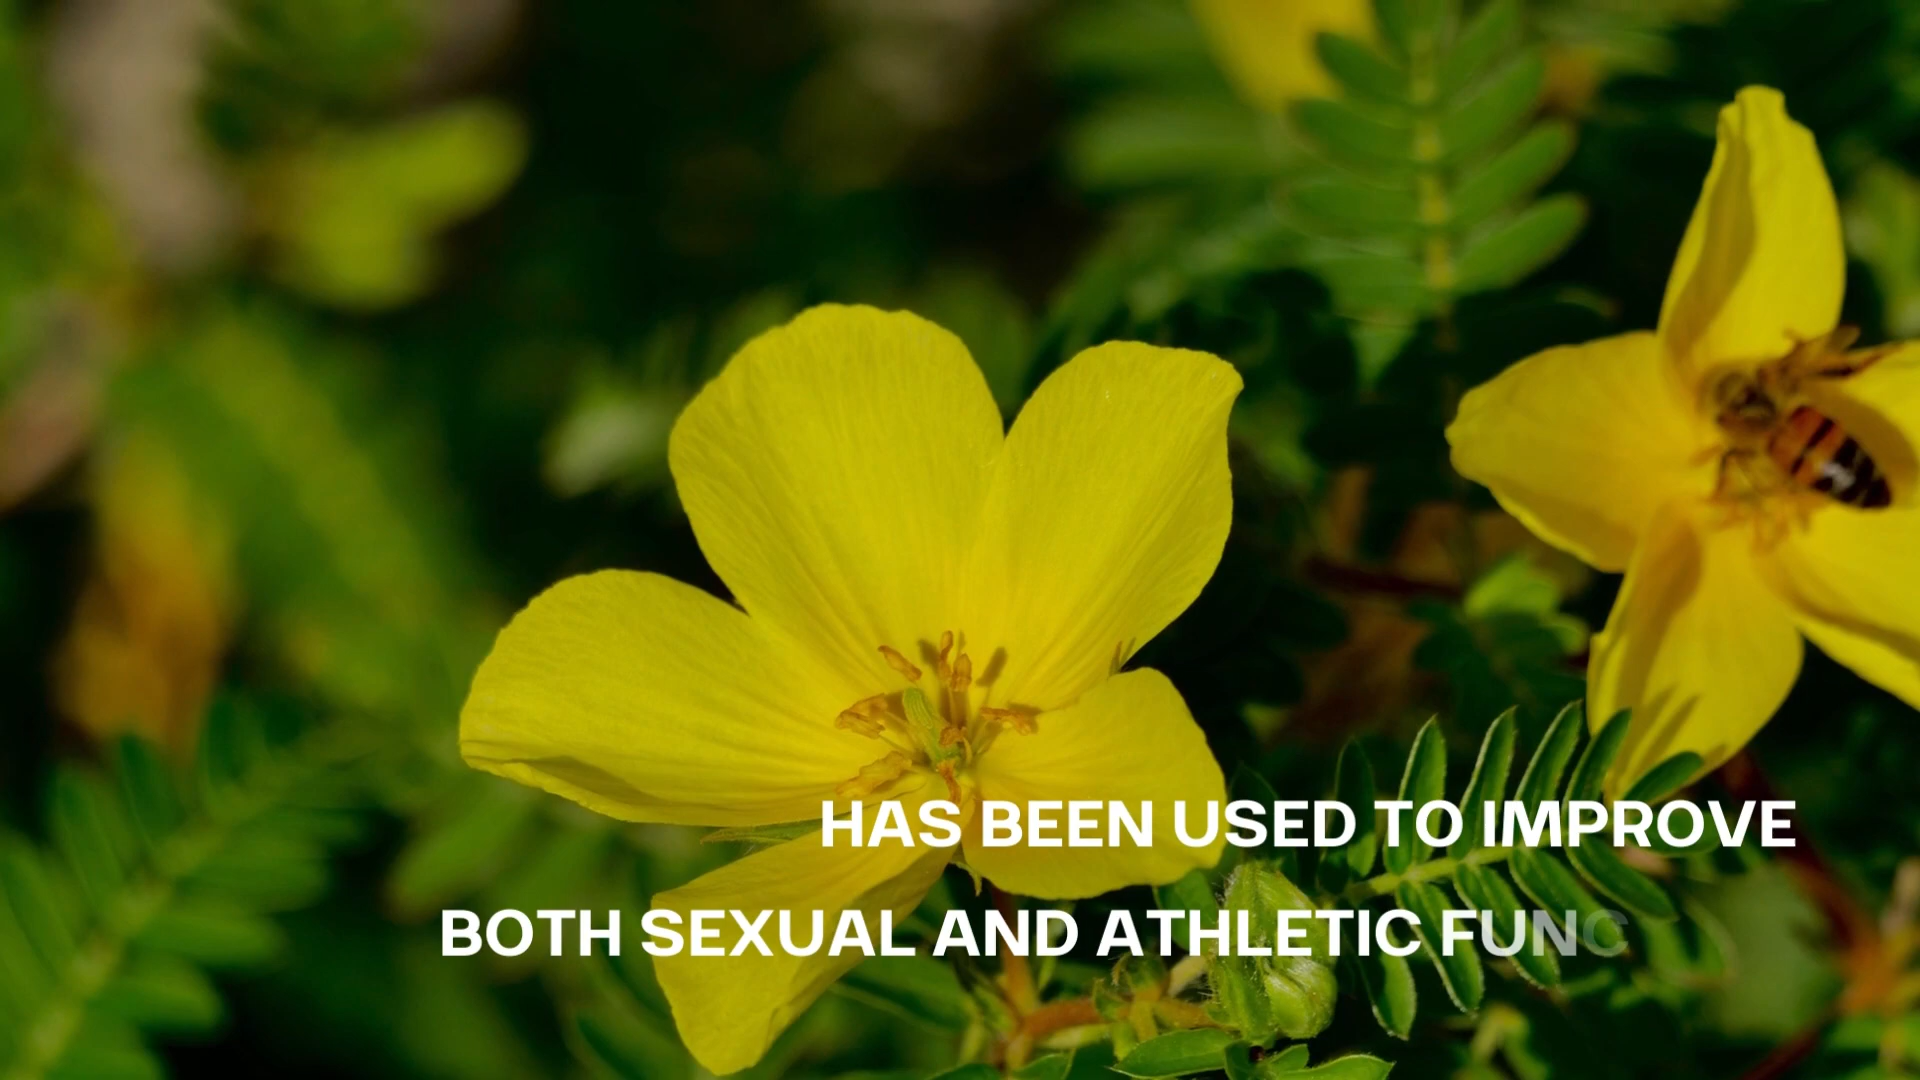 HAS BEEN USED TO IMPROVE
BOTH SEXUAL AND ATHLETIC FUNC